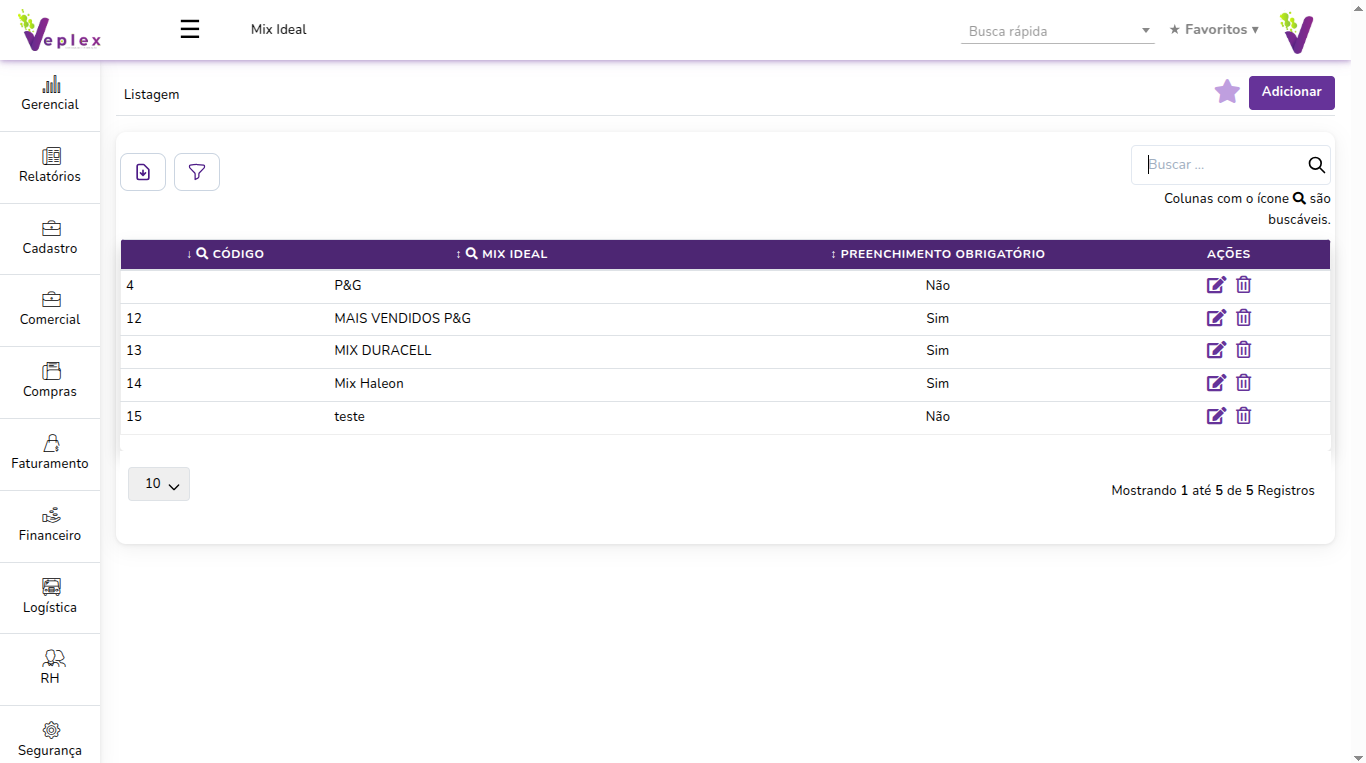 Veplex
Mix Ideal
Busca rápida
★ Favoritos ▾
Gerencial
Relatórios
Cadastro
Comercial
Compras
Faturamento
Financeiro
Logística
RH
Segurança
Listagem
Adicionar
Buscar ...
Colunas com o ícone são
buscáveis.
↓ CÓDIGO ↕ MIX IDEAL ↕ PREENCHIMENTO OBRIGATÓRIO AÇÕES
4 P&G Não
12 MAIS VENDIDOS P&G Sim
13 MIX DURACELL Sim
14 Mix Haleon Sim
15 teste Não
10
Mostrando 1 até 5 de 5 Registros